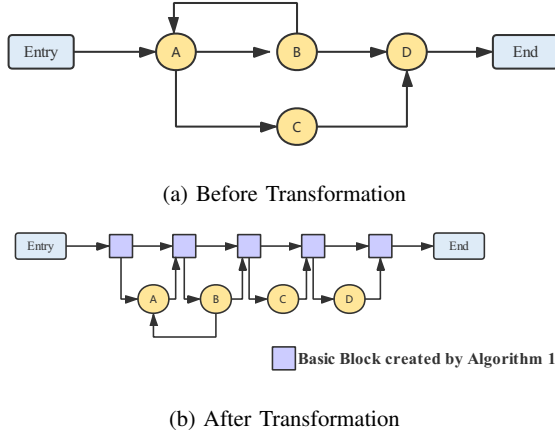 Entry
A
B
D
End
C
(a) Before Transformation
Entry
End
A
B
C
D
Basic Block created by Algorithm 1
(b) After Transformation